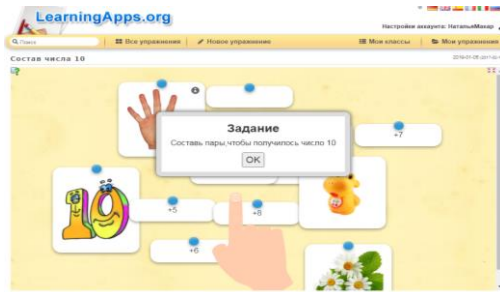 LearningApps.org
Настройки аккаунта: НатальяМакар
Поиск
Все упражнения
Новое упражнение
Мои классы
Мои упражнения
Состав числа 10
Задание
Составь пары,чтобы получилось число 10
OK
+7
10
+5
+8
+6